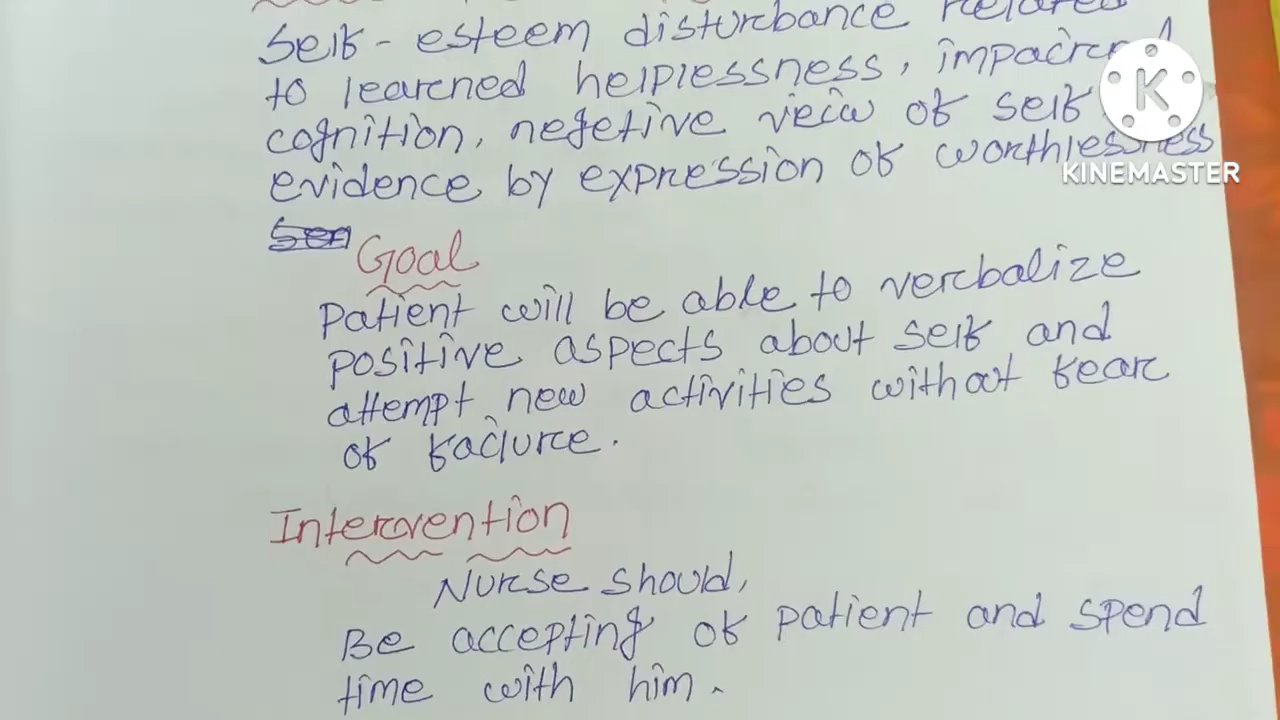 Self-esteem disturbance related
to learned helplessness, impaired
cognition, negetive veiw of self
evidence by expression of worthlessness
Goal
Patient will be able to verbalize
positive aspects about self and
attempt new activities without fear
of failure.
Intervention
Nurse should,
Be accepting of patient and spend
time with him.
K
KINEMASTER